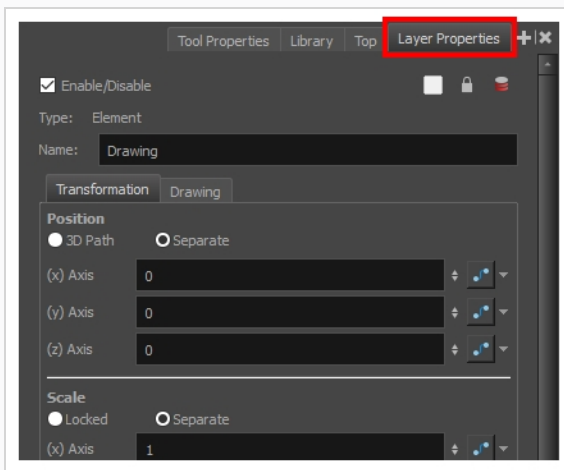 Tool Properties Library Top Layer Properties
Enable/Disable
Type: Element
Name: Drawing
Transformation Drawing
Position
3D Path Separate
(x) Axis 0
(y) Axis 0
(z) Axis 0
Scale
Locked Separate
(x) Axis 1